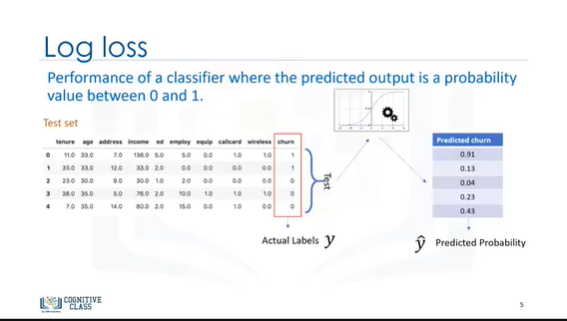 Log loss
Performance of a classifier where the predicted output is a probability
value between 0 and 1.
Test set
tenure age address income ed employ equip callcard wireless churn
0 11.0 33.0 7.0 136.0 5.0 5.0 0.0 1.0 1.0 1
1 33.0 33.0 12.0 33.0 2.0 0.0 0.0 0.0 0.0 1
2 23.0 30.0 9.0 30.0 1.0 2.0 0.0 0.0 0.0 0
3 38.0 35.0 5.0 76.0 2.0 10.0 1.0 1.0 1.0 0
4 7.0 35.0 14.0 80.0 2.0 15.0 0.0 1.0 0.0 0
Test
Predicted churn
0.91
0.13
0.04
0.23
0.43
Actual Labels y
ŷ Predicted Probability
COGNITIVE
CLASS
5